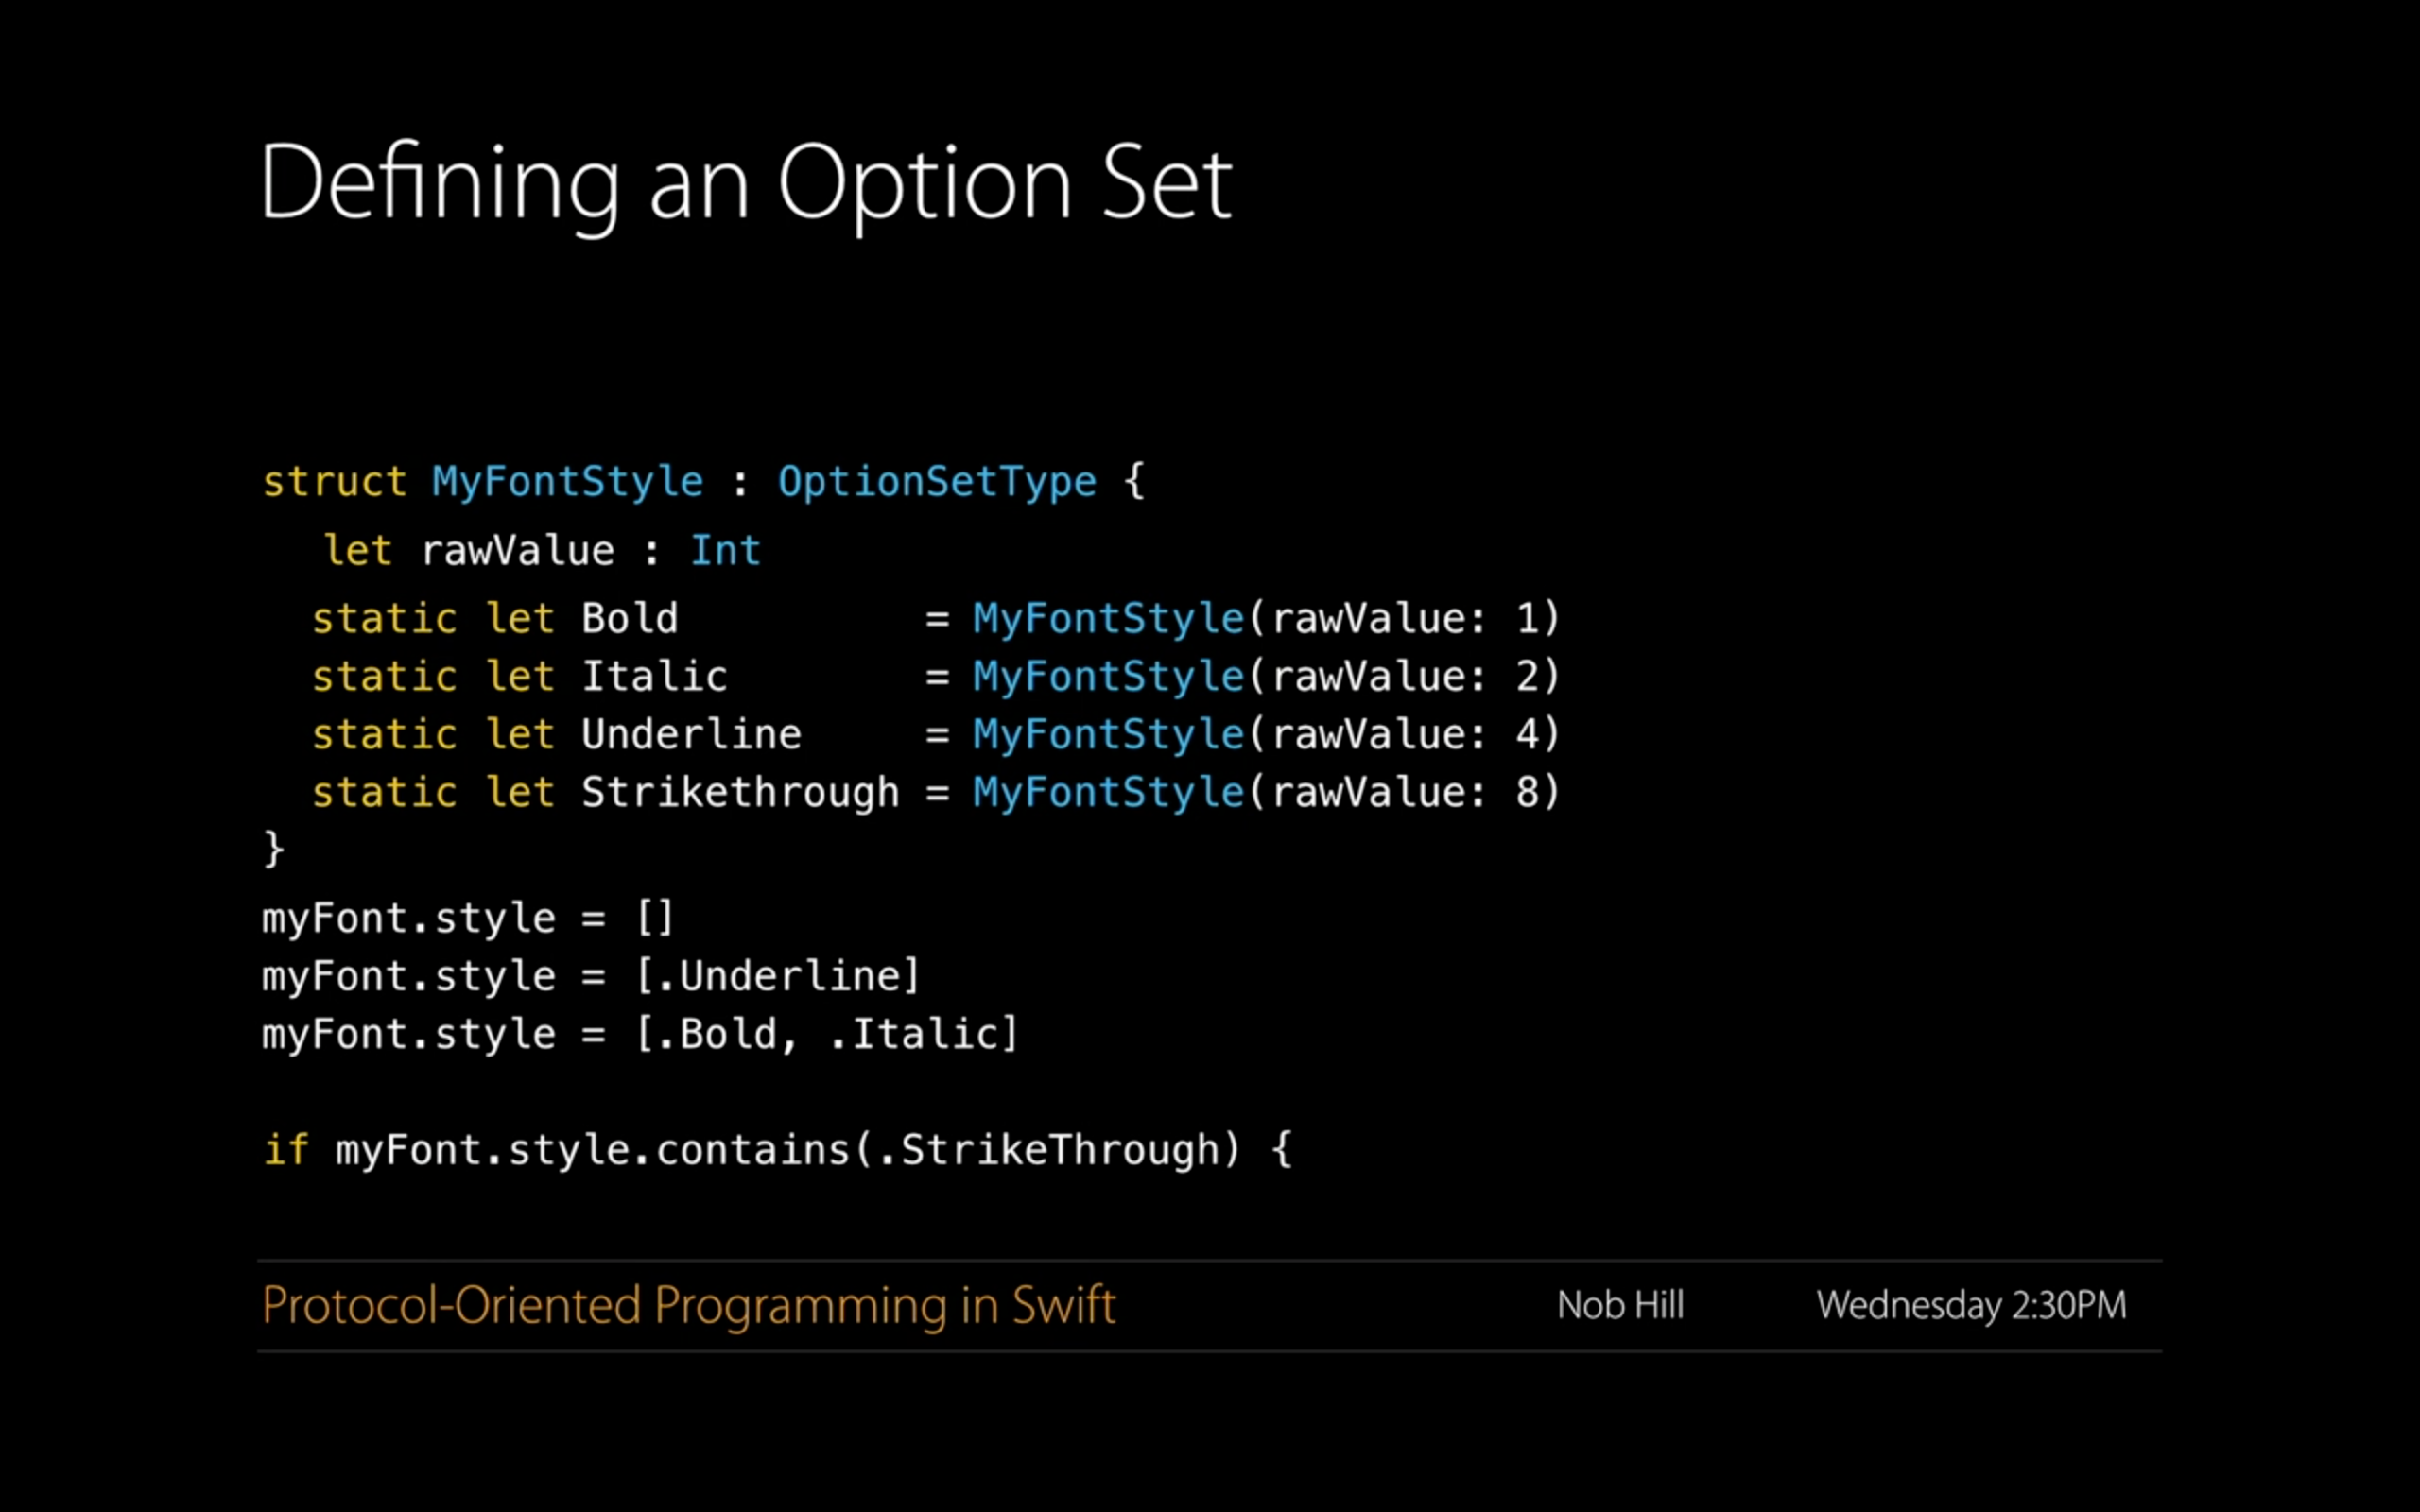 Defining an Option Set
struct MyFontStyle : OptionSetType {
let rawValue : Int
static let Bold = MyFontStyle(rawValue: 1)
static let Italic = MyFontStyle(rawValue: 2)
static let Underline = MyFontStyle(rawValue: 4)
static let Strikethrough = MyFontStyle(rawValue: 8)
}
myFont.style = []
myFont.style = [.Underline]
myFont.style = [.Bold, .Italic]
if myFont.style.contains(.StrikeThrough) {
Protocol-Oriented Programming in Swift Nob Hill Wednesday 2:30PM